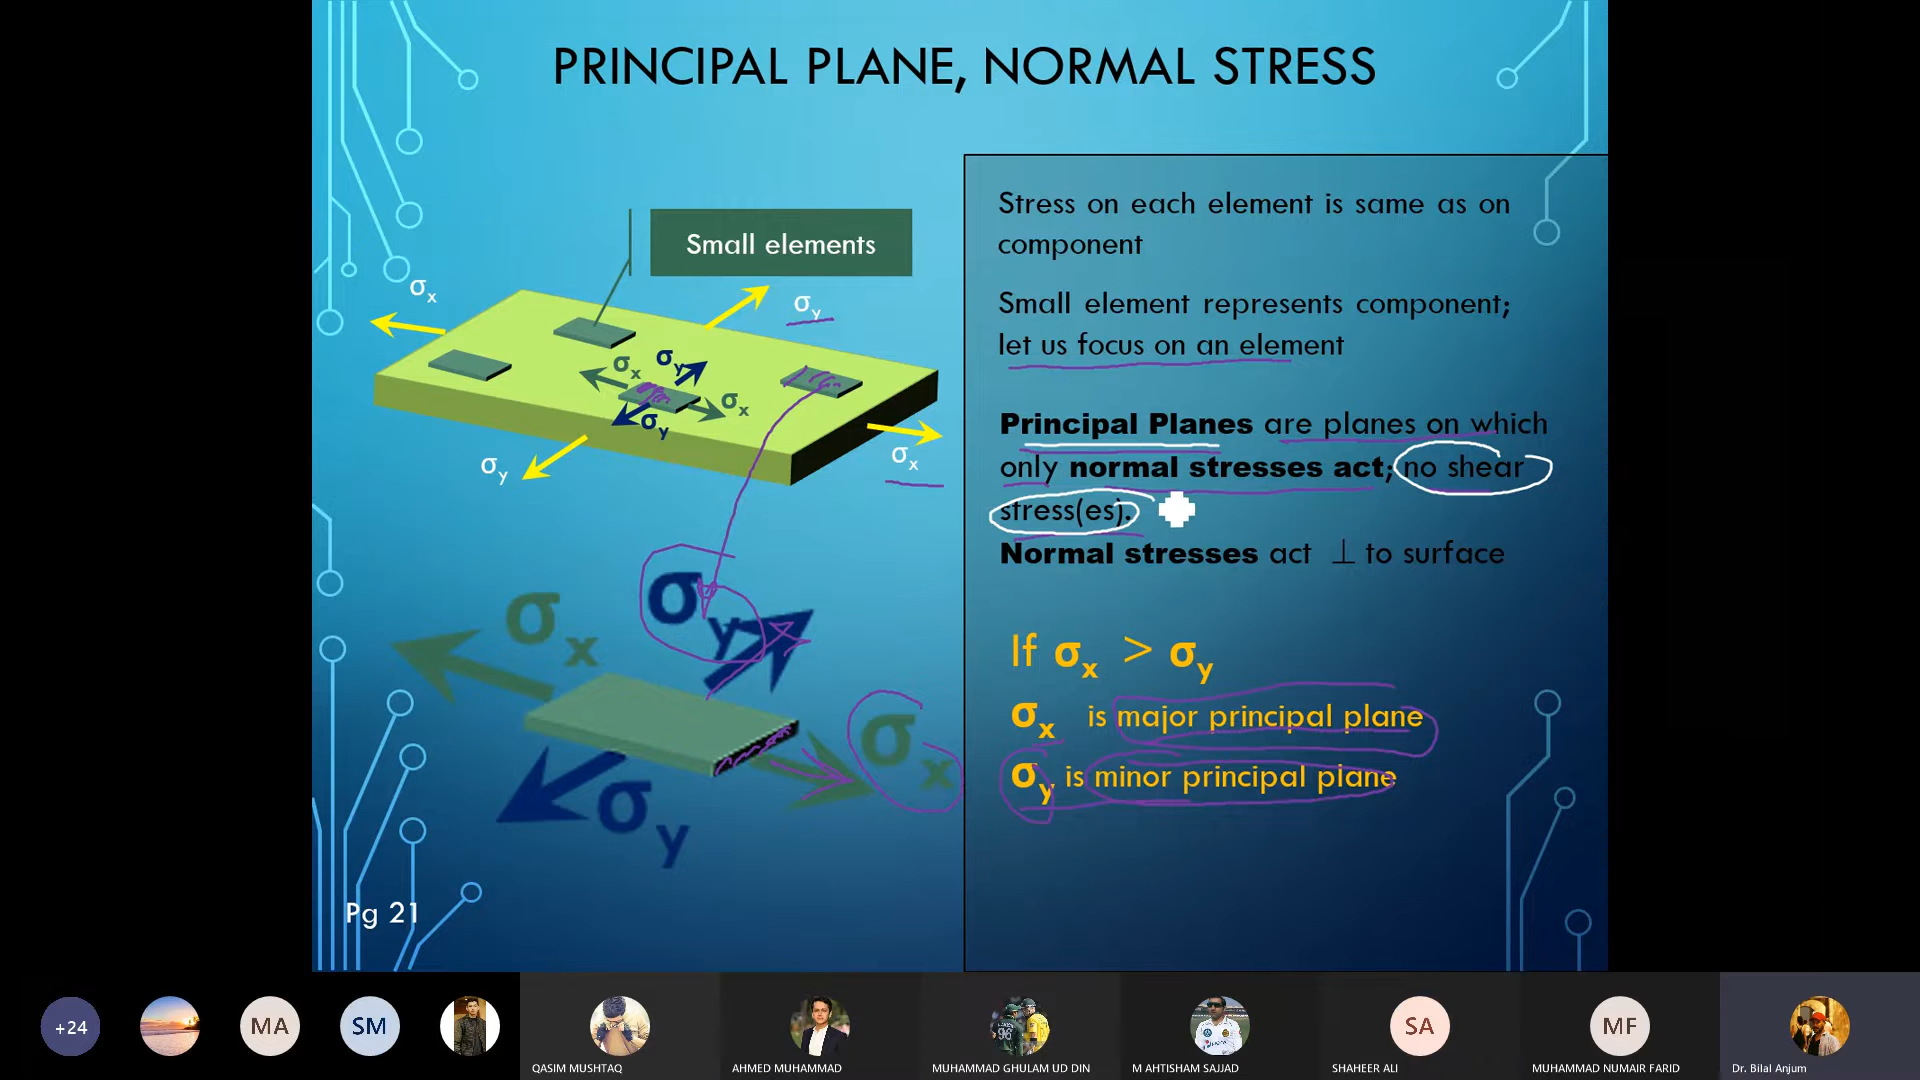 PRINCIPAL PLANE, NORMAL STRESS
Small elements
σx
σy
σx
σy
σx
σy
σy
σx
Stress on each element is same as on
component
Small element represents component;
let us focus on an element
Principal Planes are planes on which
only normal stresses act; no shear
stress(es).
Normal stresses act ⊥ to surface
σy
σx
σx
σy
If σx > σy
σx is major principal plane
σy is minor principal plane
Pg 21
+24
MA
SM
SA
MF
QASIM MUSHTAQ
AHMED MUHAMMAD
MUHAMMAD GHULAM UD DIN
M AHTISHAM SAJJAD
SHAHEER ALI
MUHAMMAD NUMAIR FARID
Dr. Bilal Anjum